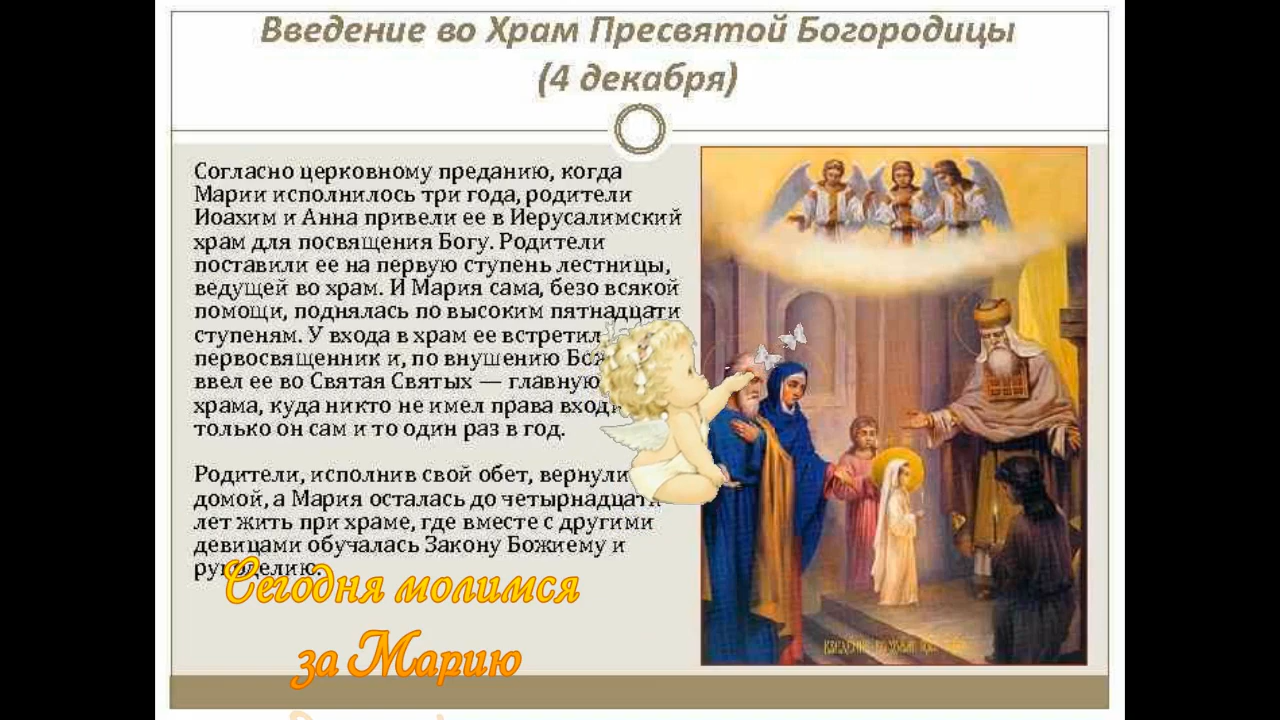 Введение во Храм Пресвятой Богородицы
(4 декабря)
Согласно церковному преданию, когда
Марии исполнилось три года, родители
Иоахим и Анна привели ее в Иерусалимский
храм для посвящения Богу. Родители
поставили ее на первую ступень лестницы,
ведущей во храм. И Мария сама, безо всякой
помощи, поднялась по высоким пятнадцати
ступеням. У входа в храм ее встретил
первосвященник и, по внушению
ввел ее во Святая Святых — главную
храма, куда никто не имел права
только он сам и то один раз в год.
Родители, исполнив свой обет,
домой, а Мария осталась до четырнадцати
лет жить при храме, где вместе с другими
девицами обучалась Закону Божиему и
рукоделию.
Сегодня молимся
за Марию